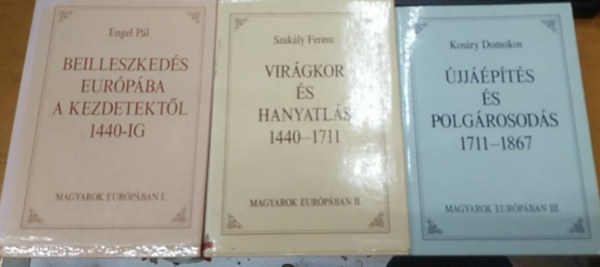 Engel Pál
BEILLESZKEDÉS
EURÓPÁBA
A KEZDETEKTŐL
1440-IG
MAGYAROK EURÓPÁBAN I.
Szakály Ferenc
VIRÁGKOR
ÉS
HANYATLÁS
1440–1711
MAGYAROK EURÓPÁBAN II.
Kosáry Domokos
ÚJJÁÉPÍTÉS
ÉS
POLGÁROSODÁS
1711–1867
MAGYAROK EURÓPÁBAN III.